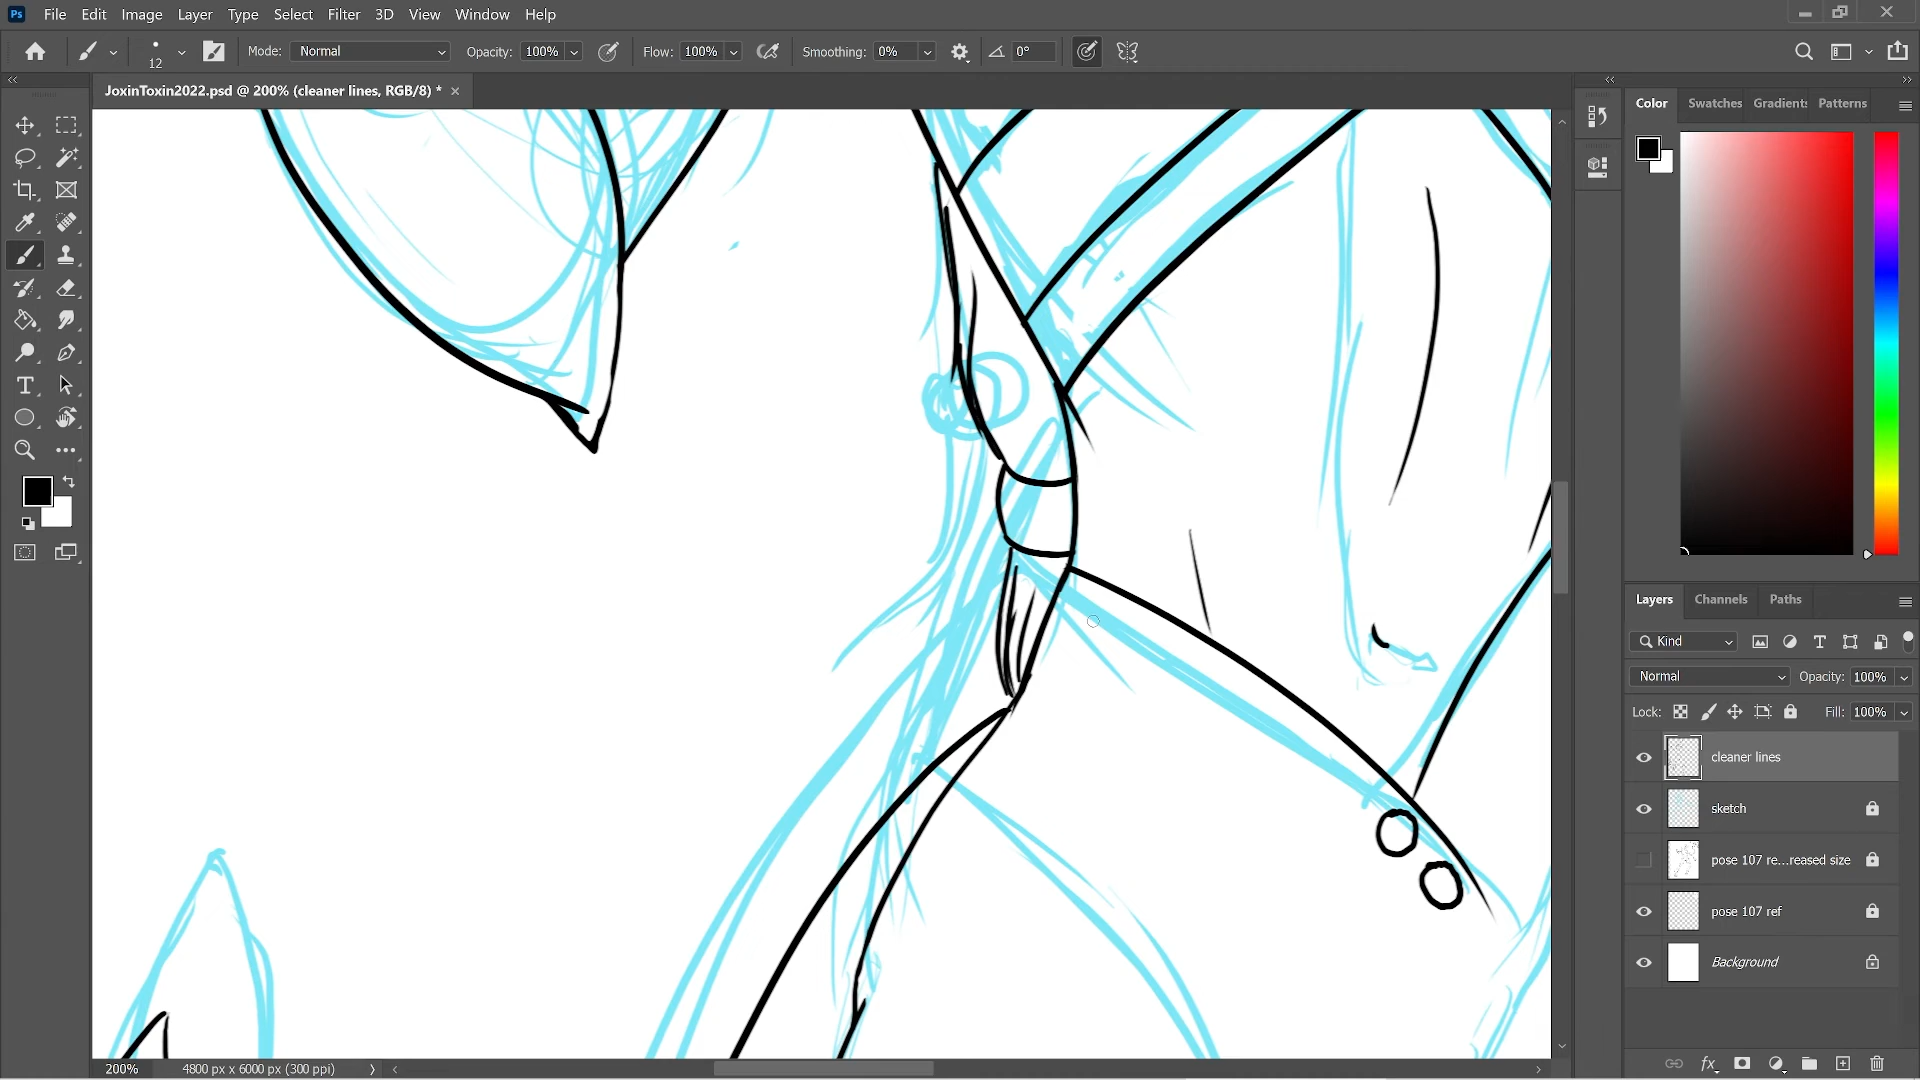 Ps File Edit Image Layer Type Select Filter 3D View Window Help
12 Mode: Normal Opacity: 100% Flow: 100% Smoothing: 0% 0°
JoxinToxin2022.psd @ 200% (cleaner lines, RGB/8) *
Color Swatches Gradient: Patterns
Layers Channels Paths
Kind
Normal Opacity: 100%
Lock: Fill: 100%
cleaner lines
sketch
pose 107 re...reased size
pose 107 ref
Background
fx
200% 4800 px x 6000 px (300 ppi)